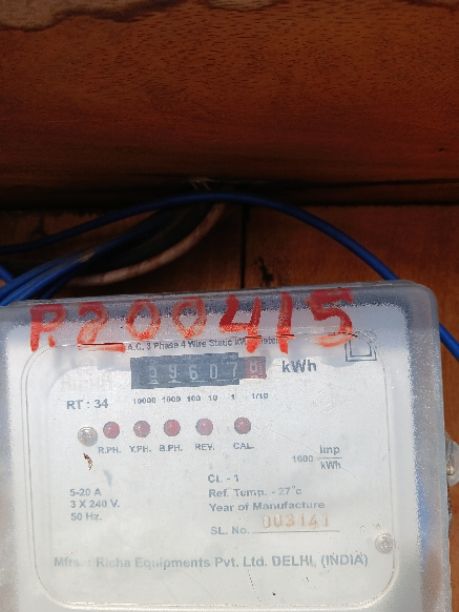 R200415
A.C. 3 Phase 4 Wire Static
59607 kWh
RT : 34 10000 1000 100 10 1 1/10
R.PH. Y.PH. B.PH. REV. CAL.
1600 imp/kWh
CL - 1
5-20 A Ref. Temp. - 27°c
3 X 240 V. Year of Manufacture
50 Hz. SL. No. 003141
Mfrs.: Richa Equipments Pvt. Ltd. DELHI, (INDIA)